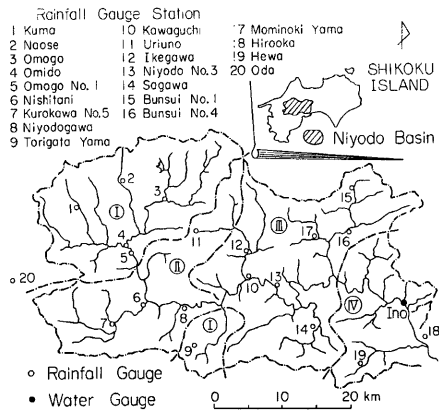 Rainfall Gauge Station
1 Kuma
2 Naose
3 Omogo
4 Omido
5 Omogo No. 1
6 Nishitani
7 Kurokawa No. 5
8 Niyodogawa
9 Torigata Yama
10 Kawaguchi
11 Uriuno
12 Ikegawa
13 Niyodo No. 3
14 Sagawa
15 Bunsui No. 1
16 Bunsui No. 4
17 Mominoki Yama
18 Hirooka
19 Hewa
20 Oda
SHIKOKU
ISLAND
Niyodo Basin
1
2
3
I
4
5
11
III
12
15
17
16
20
II
10
13
6
8
I
IV
Ino
7
9
14
18
19
Rainfall Gauge
Water Gauge
0 10 20 km